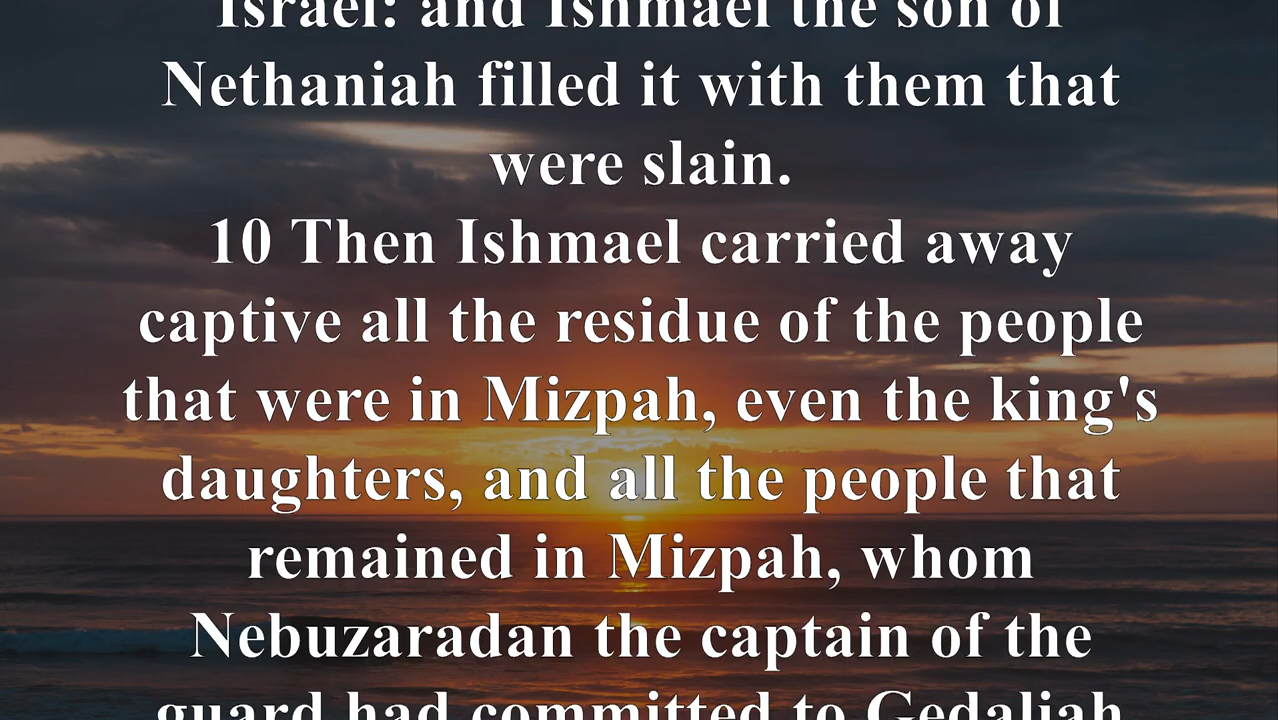 Israel: and Ishmael the son of
Nethaniah filled it with them that
were slain.
10 Then Ishmael carried away
captive all the residue of the people
that were in Mizpah, even the king's
daughters, and all the people that
remained in Mizpah, whom
Nebuzaradan the captain of the
guard had committed to Gedaliah